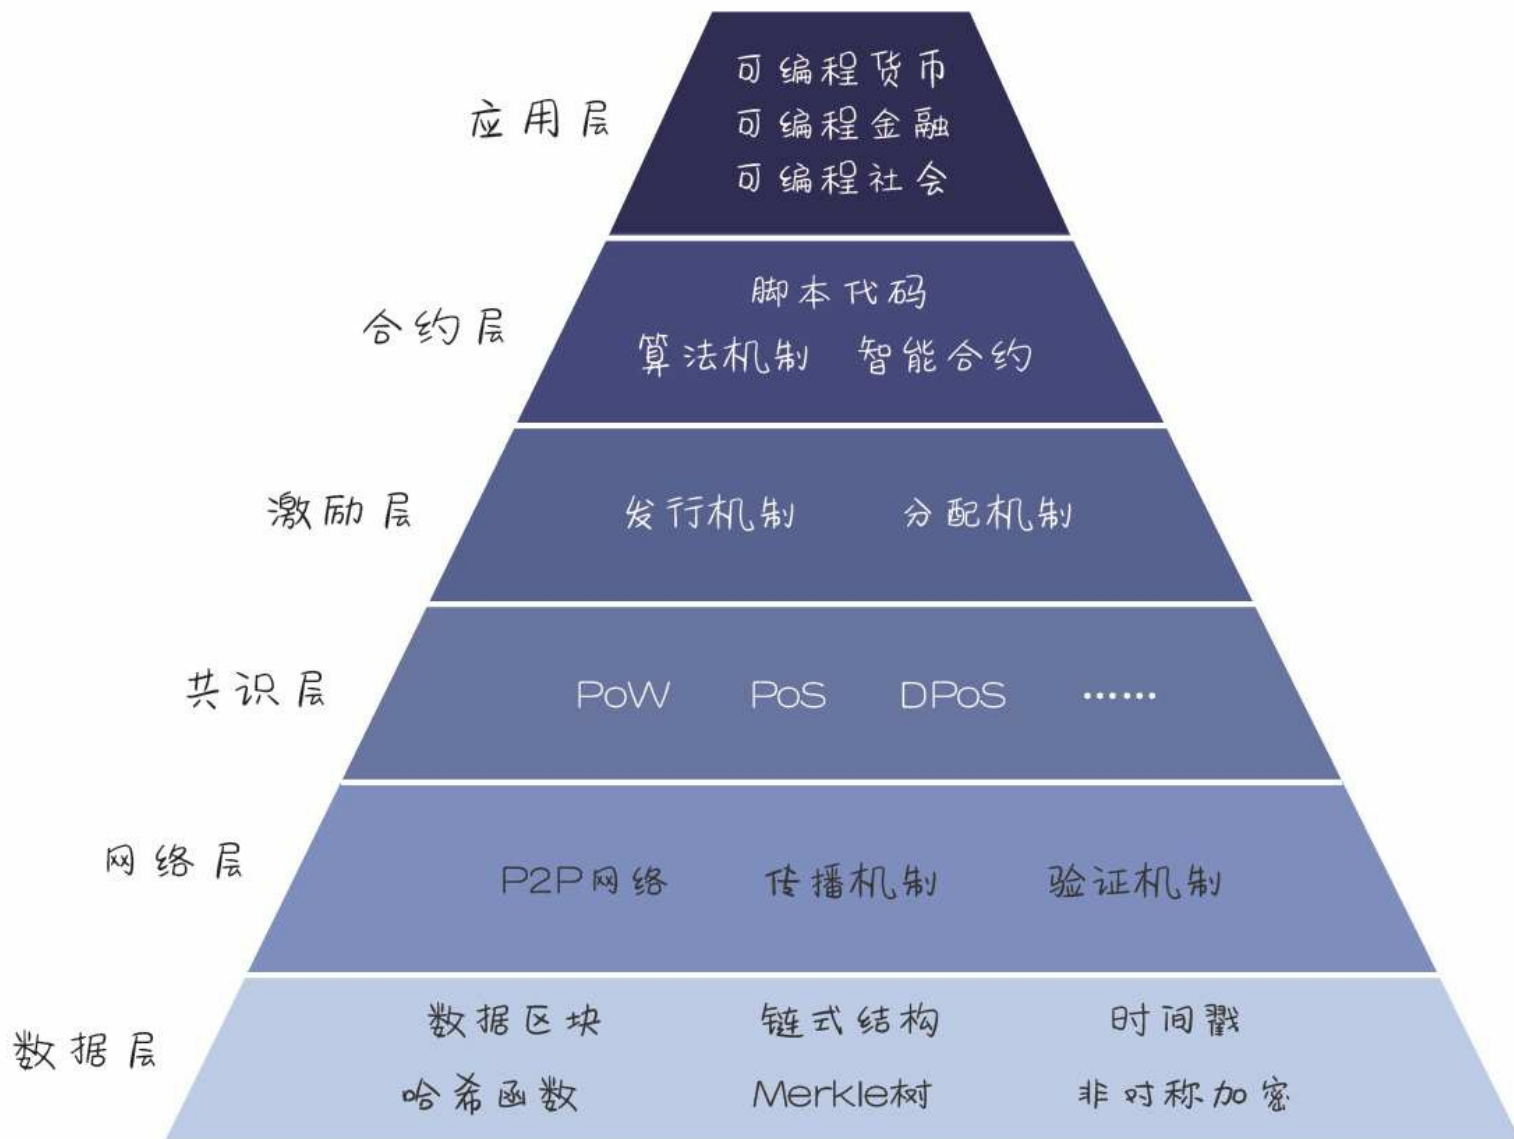 应用层
可编程货币
可编程金融
可编程社会
合约层
脚本代码
算法机制 智能合约
激励层
发行机制 分配机制
共识层
PoW PoS DPoS ……
网络层
P2P网络 传播机制 验证机制
数据层
数据区块 链式结构 时间戳
哈希函数 Merkle树 非对称加密